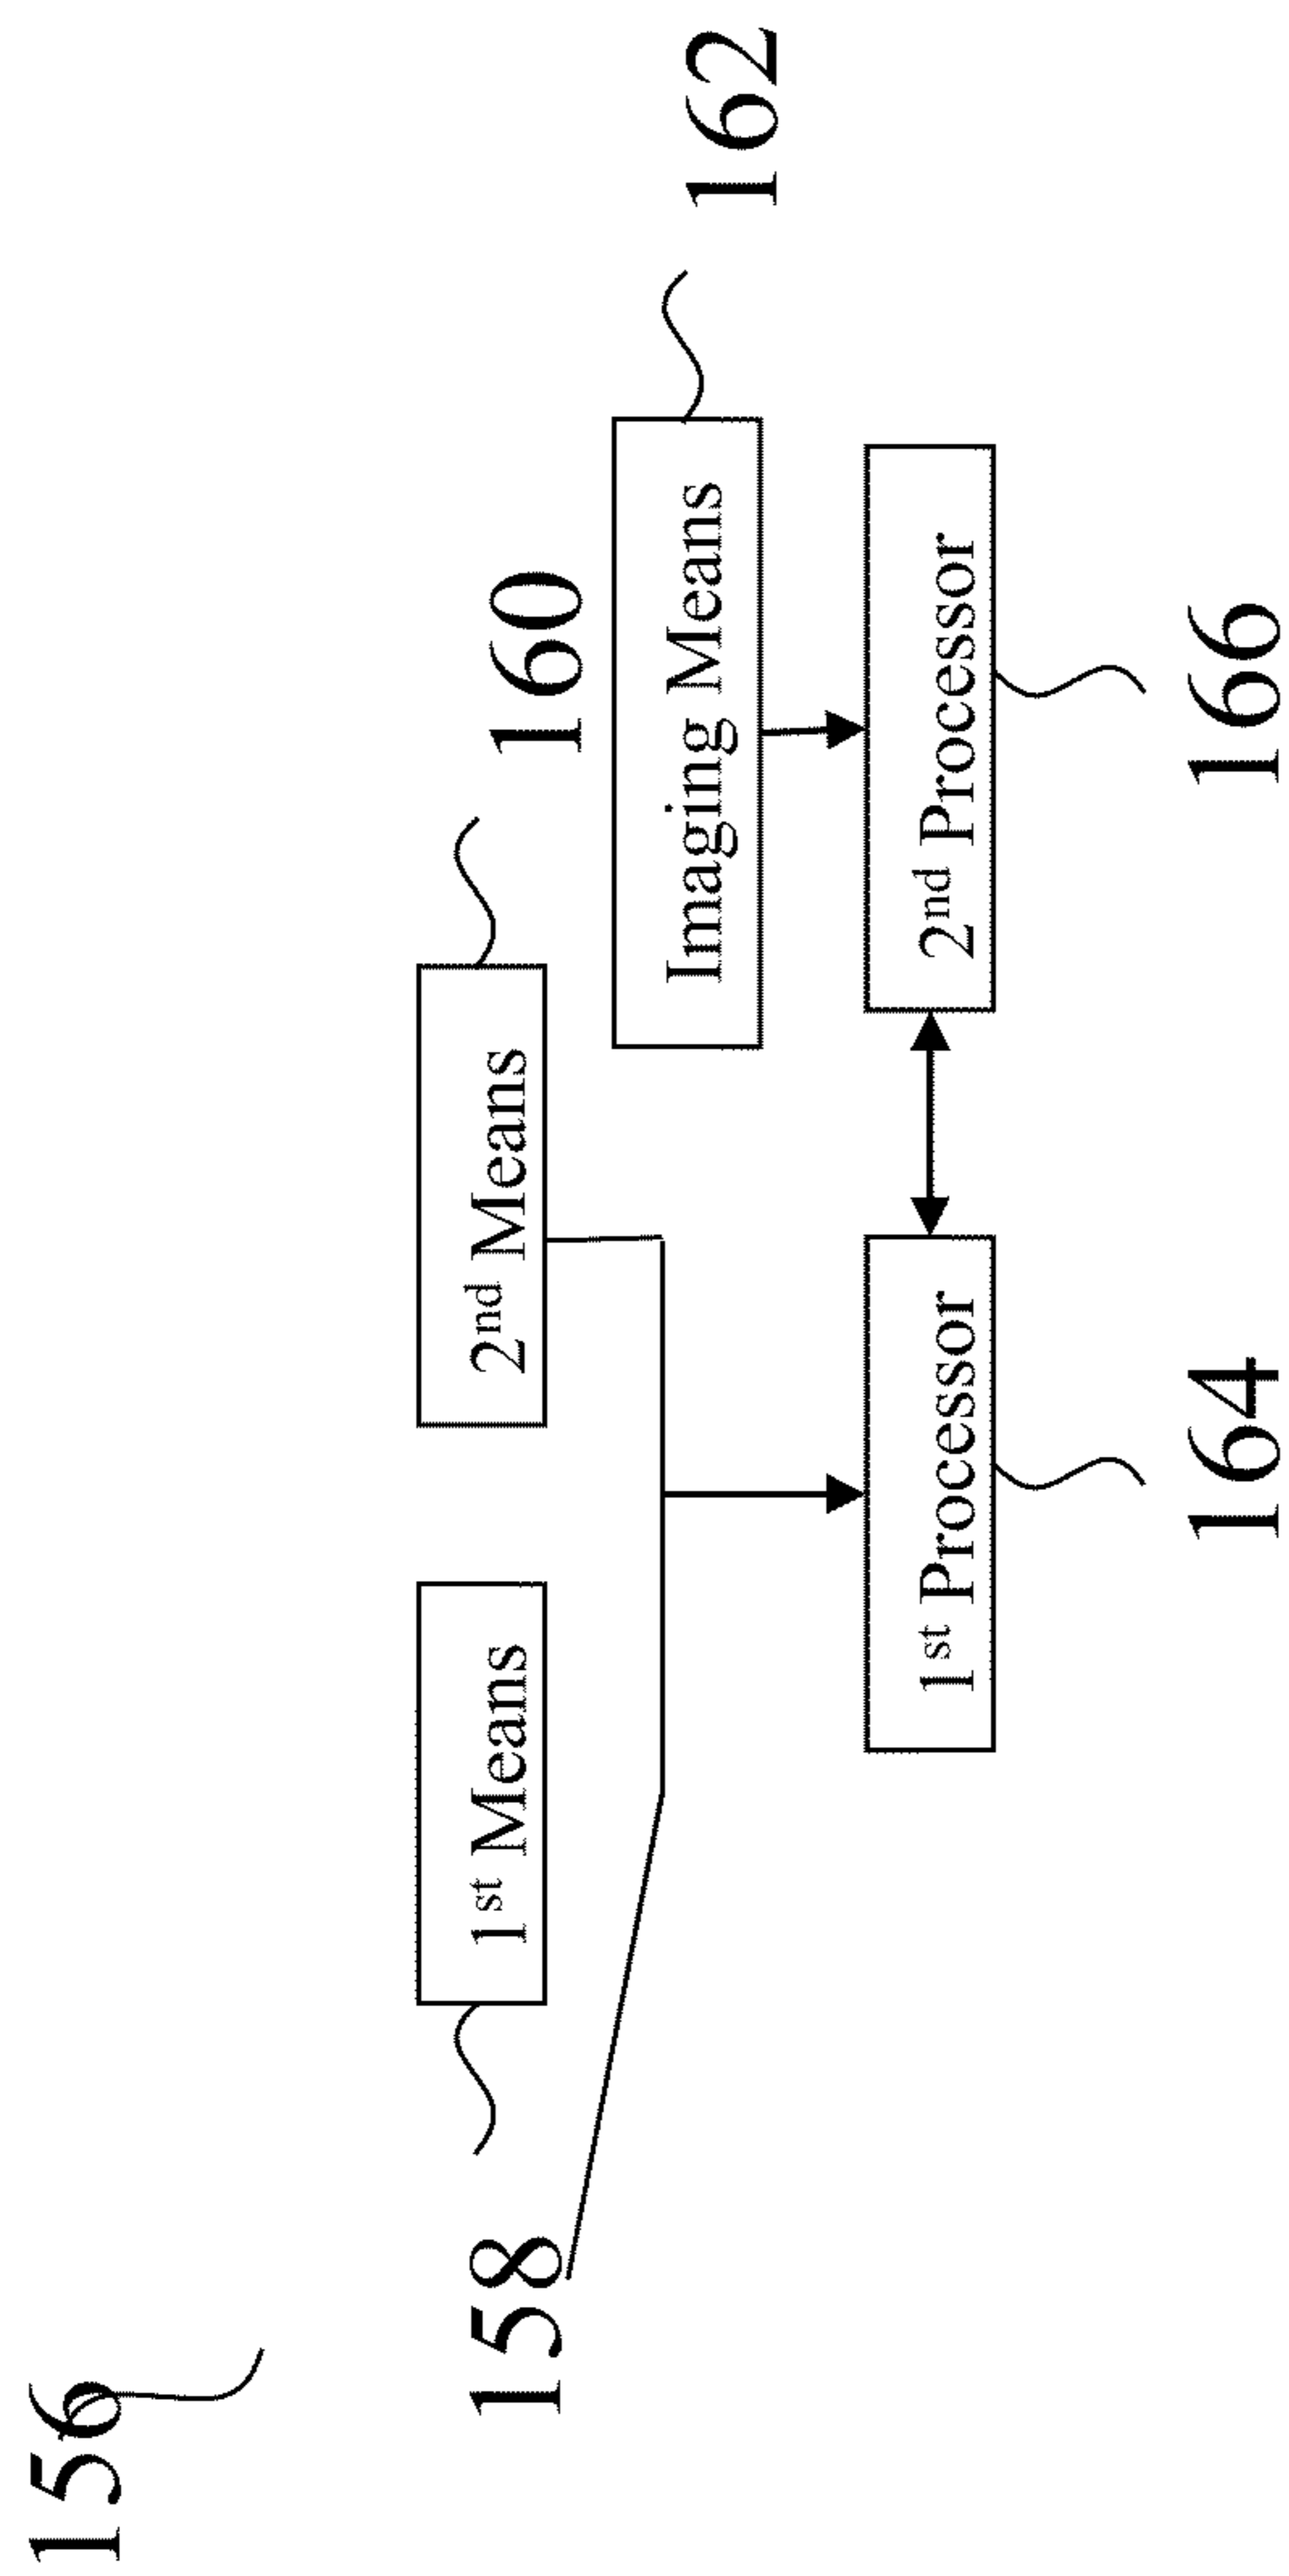 156
158
1st Means
2nd Means
160
Imaging Means
162
1st Processor
2nd Processor
164
166